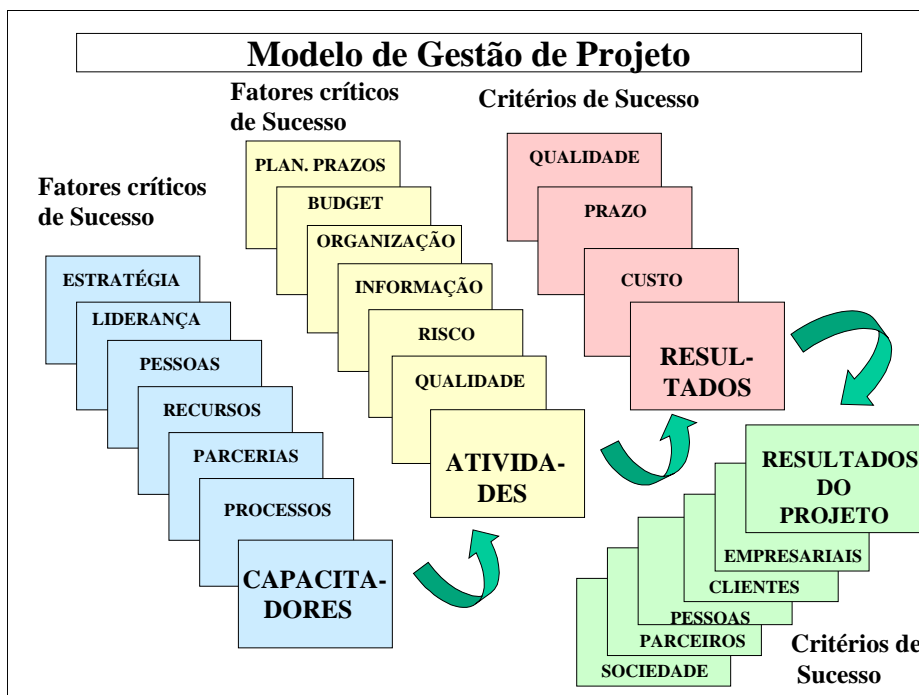 Modelo de Gestão de Projeto
Fatores críticos
de Sucesso
ESTRATÉGIA
LIDERANÇA
PESSOAS
RECURSOS
PARCERIAS
PROCESSOS
CAPACITA-
DORES
Fatores críticos
de Sucesso
PLAN. PRAZOS
BUDGET
ORGANIZAÇÃO
INFORMAÇÃO
RISCO
QUALIDADE
ATIVIDA-
DES
Critérios de Sucesso
QUALIDADE
PRAZO
CUSTO
RESUL-
TADOS
RESULTADOS
DO
PROJETO
EMPRESARIAIS
CLIENTES
PESSOAS
PARCEIROS
SOCIEDADE
Critérios de
Sucesso